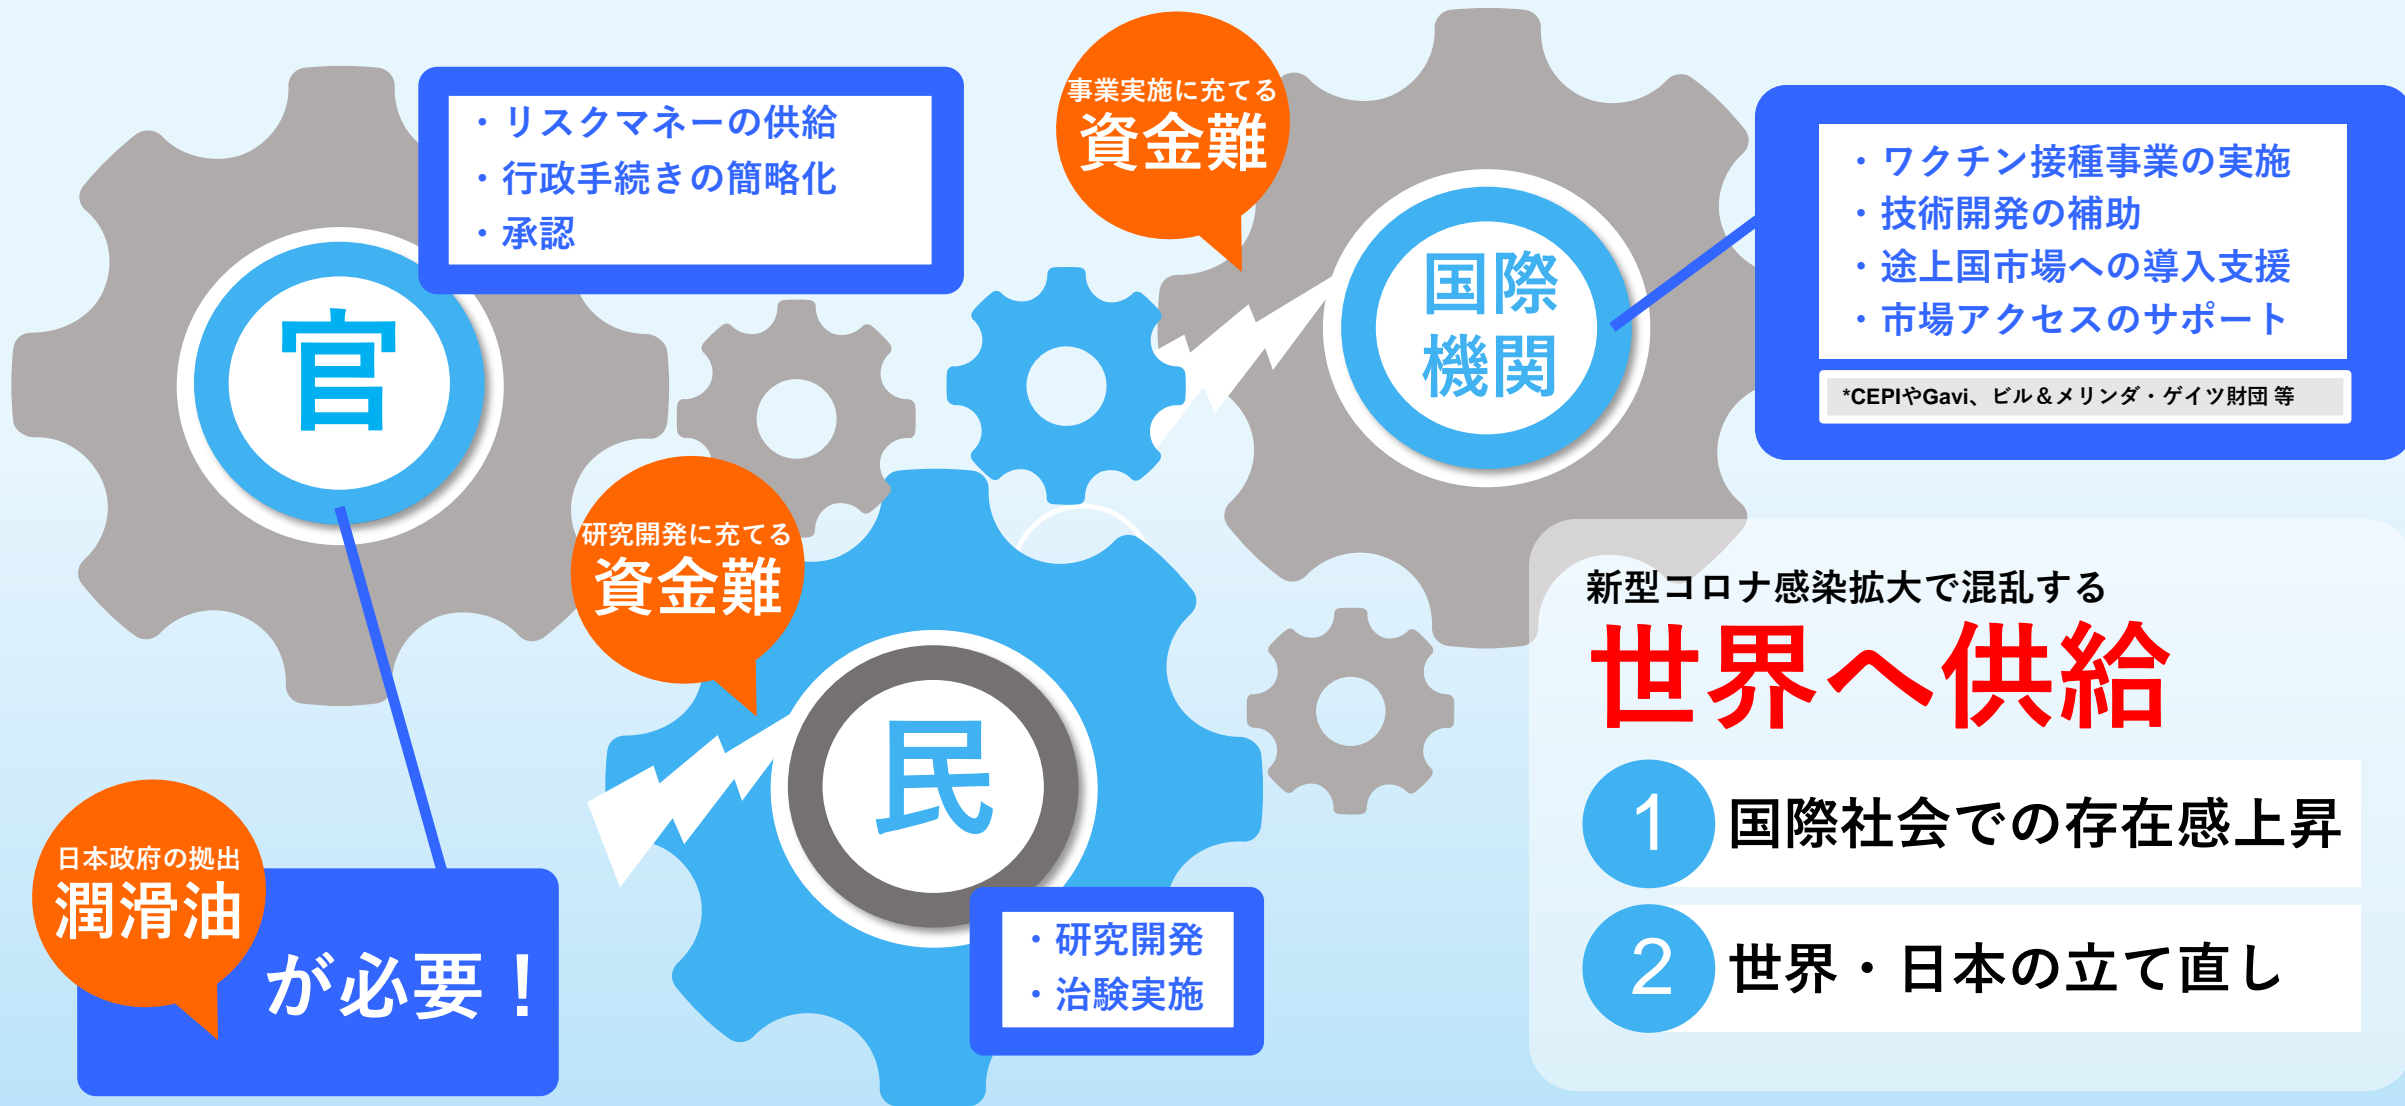 ・リスクマネーの供給
・行政手続きの簡略化
・承認
官
事業実施に充てる
資金難
国際
機関
・ワクチン接種事業の実施
・技術開発の補助
・途上国市場への導入支援
・市場アクセスのサポート
*CEPIやGavi、ビル＆メリンダ・ゲイツ財団 等
研究開発に充てる
資金難
民
・研究開発
・治験実施
日本政府の拠出
潤滑油
が必要！
新型コロナ感染拡大で混乱する
世界へ供給
1 国際社会での存在感上昇
2 世界・日本の立て直し